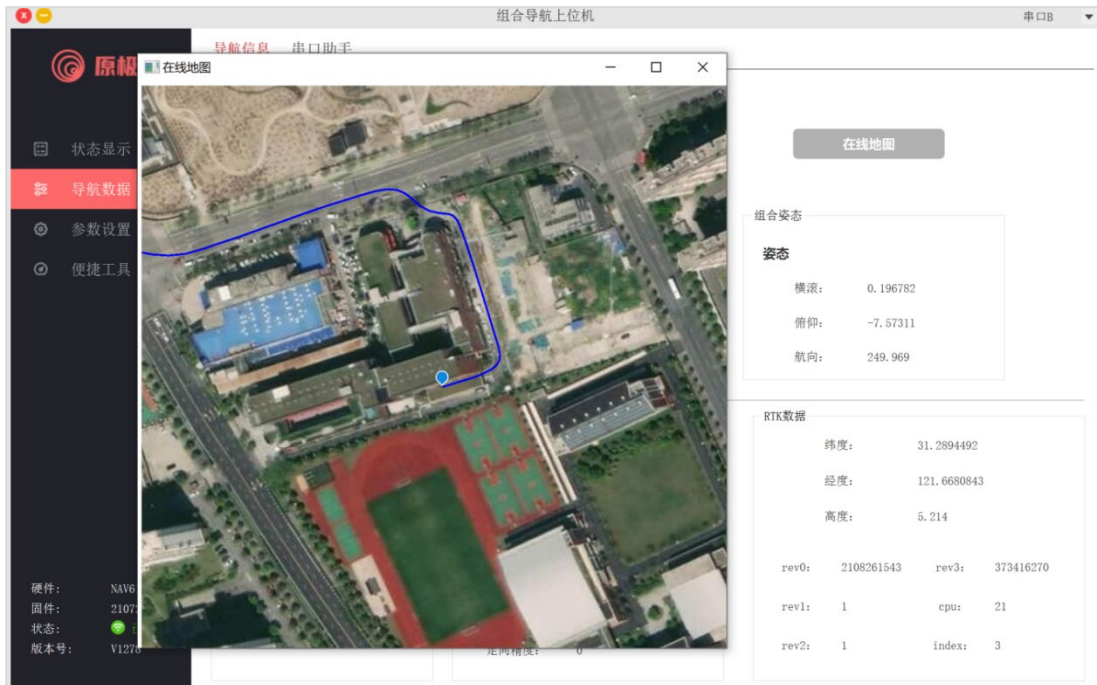 组合导航上位机
串口B
原极
导航信息 串口助手
在线地图
在线地图
状态显示
导航数据
参数设置
便捷工具
组合姿态
姿态
横滚: 0.196782
俯仰: -7.57311
航向: 249.969
RTK数据
纬度: 31.2894492
经度: 121.6680843
高度: 5.214
rev0: 2108261543 rev3: 373416270
rev1: 1 cpu: 21
rev2: 1 index: 3
硬件: NAV6
固件: 2107
状态:
版本号: V1278
定向精度: 0